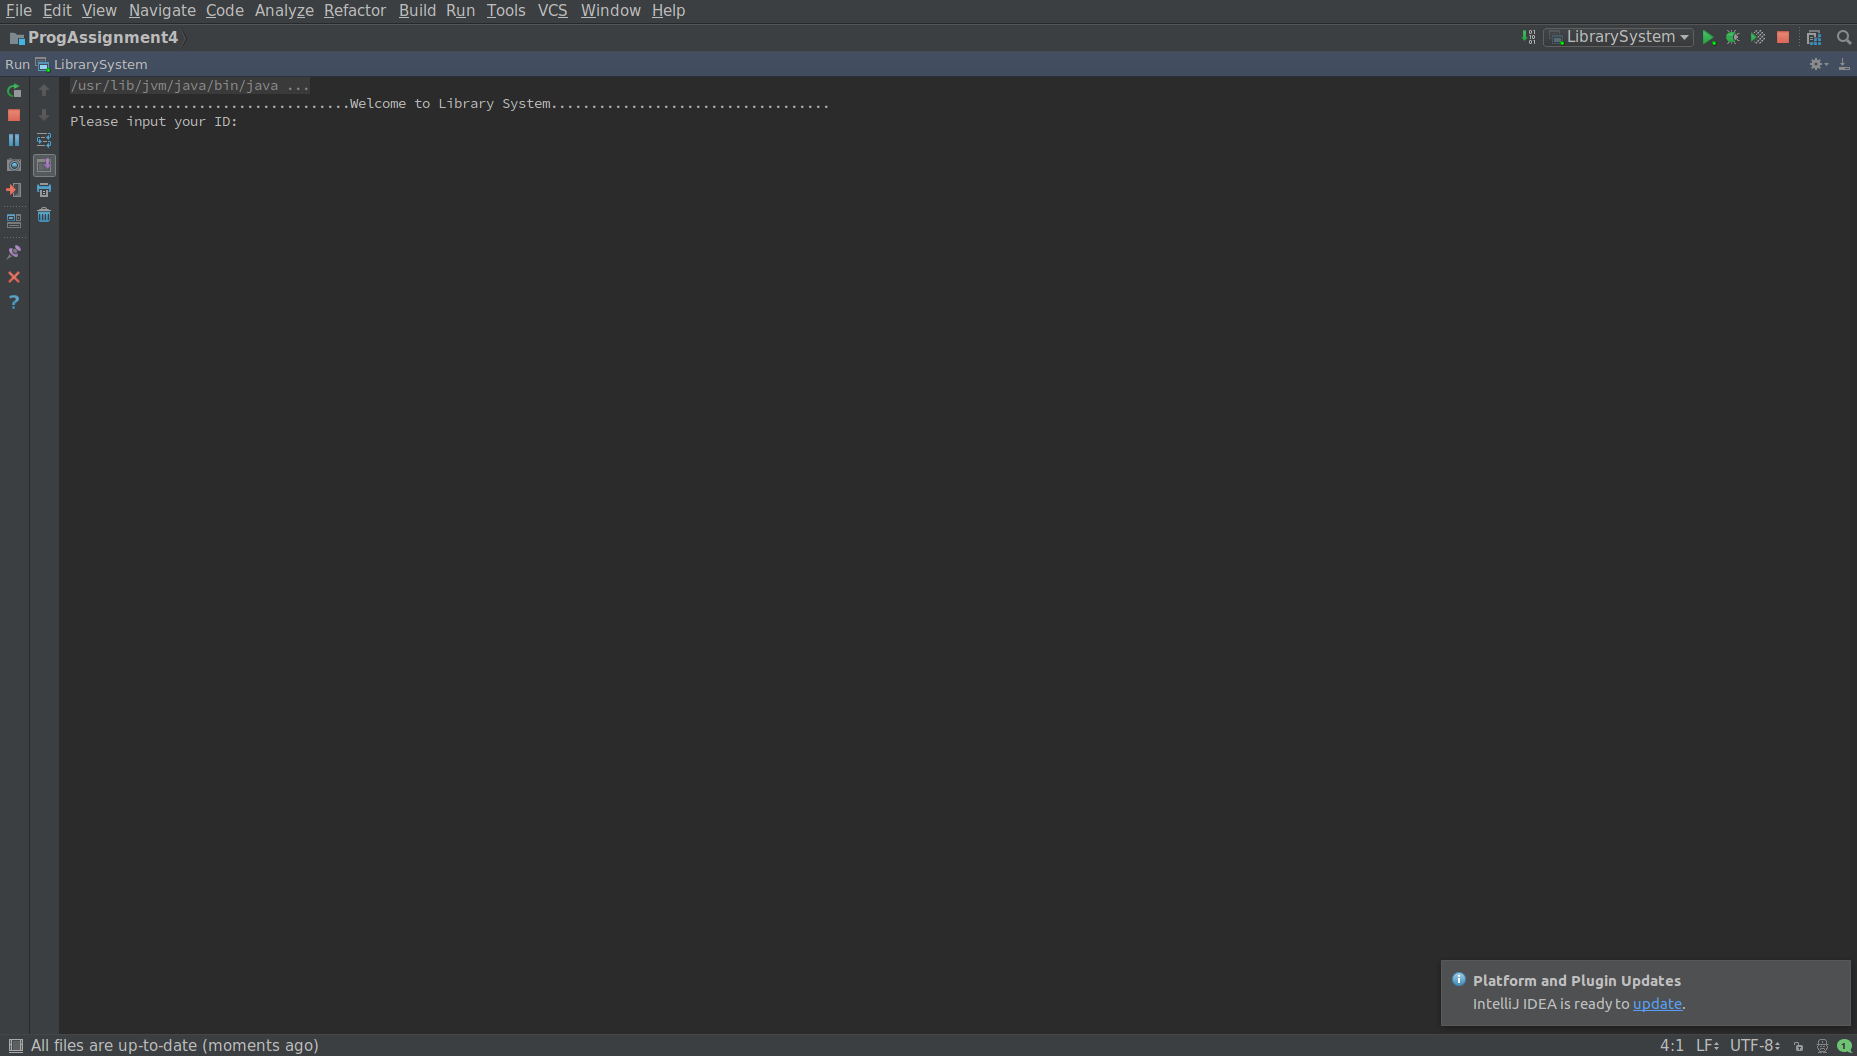 File Edit View Navigate Code Analyze Refactor Build Run Tools VCS Window Help
ProgAssignment4
LibrarySystem
Run LibrarySystem
/usr/lib/jvm/java/bin/java ...
...................................Welcome to Library System...................................
Please input your ID:
Platform and Plugin Updates
IntelliJ IDEA is ready to update.
All files are up-to-date (moments ago)
4:1 LF UTF-8 1